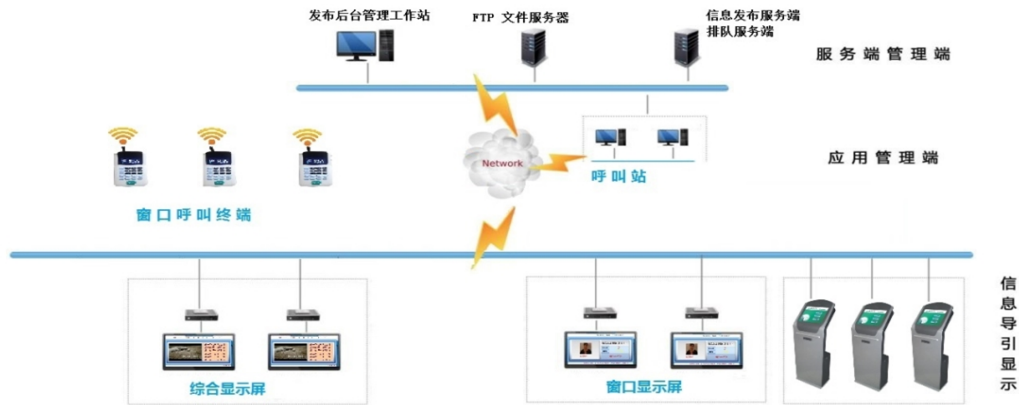 发布后台管理工作站
FTP 文件服务器
信息发布服务端
排队服务端
服务端管理端
Network
呼叫站
应用管理端
窗口呼叫终端
综合显示屏
窗口显示屏
信息导引显示